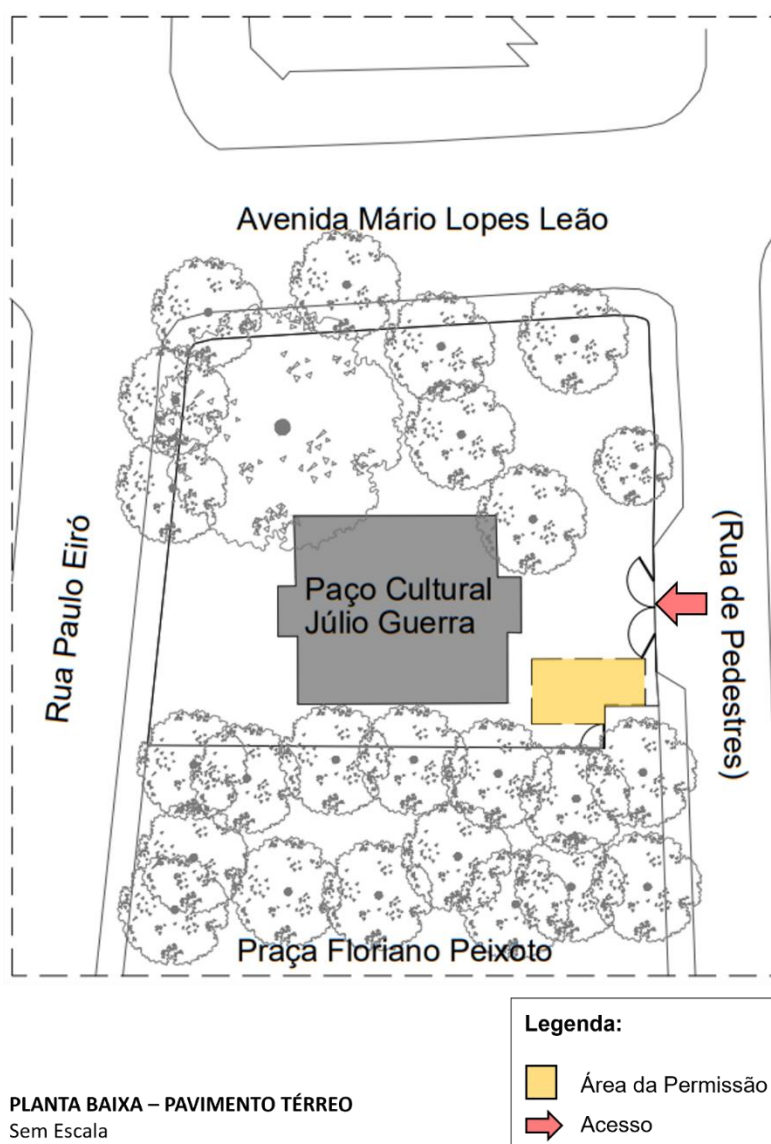 Avenida Mário Lopes Leão
Rua Paulo Eiró
Paço Cultural
Júlio Guerra
(Rua de Pedestres)
Praça Floriano Peixoto
Legenda:
Área da Permissão
Acesso
PLANTA BAIXA – PAVIMENTO TÉRREO
Sem Escala